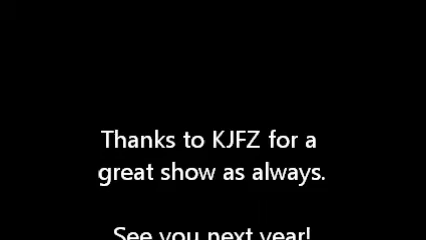 Thanks to KJFZ for a
great show as always.
See you next year!